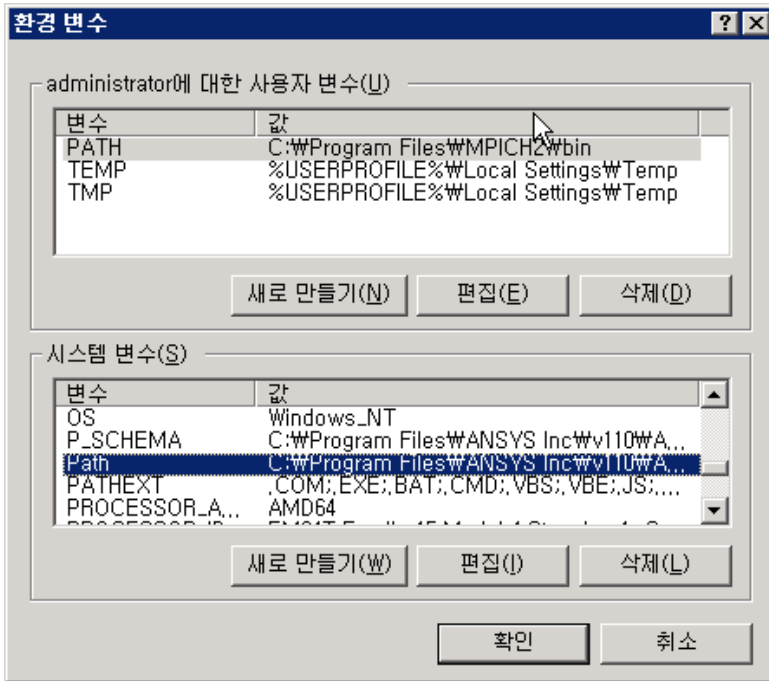 환경 변수
administrator에 대한 사용자 변수(U)
변수 값
PATH C:₩Program Files₩MPICH2₩bin
TEMP %USERPROFILE%₩Local Settings₩Temp
TMP %USERPROFILE%₩Local Settings₩Temp
새로 만들기(N) 편집(E) 삭제(D)
시스템 변수(S)
변수 값
OS Windows_NT
P_SCHEMA C:₩Program Files₩ANSYS Inc₩v110₩A...
Path C:₩Program Files₩ANSYS Inc₩v110₩A...
PATHEXT .COM;.EXE;.BAT;.CMD;.VBS;.VBE;.JS;....
PROCESSOR_A... AMD64
새로 만들기(W) 편집(I) 삭제(L)
확인 취소